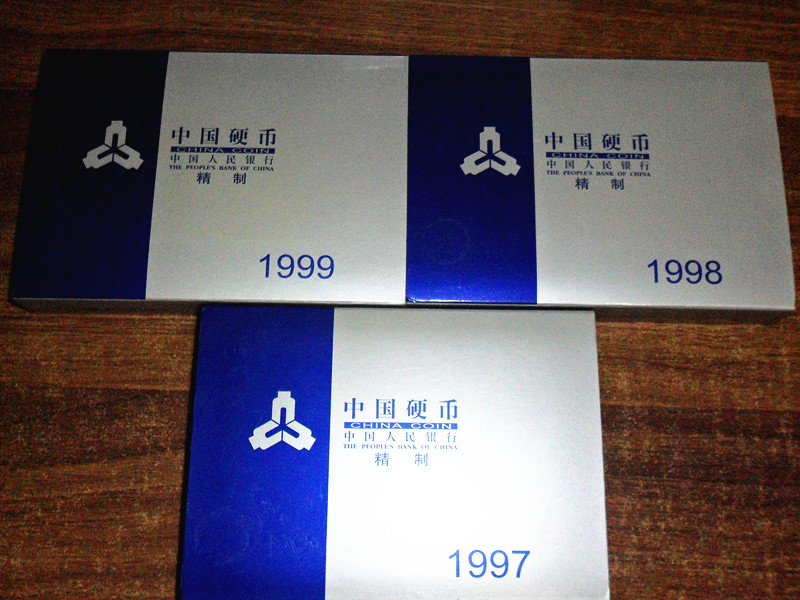 中国硬币
CHINA COIN
中国人民银行
THE PEOPLE'S BANK OF CHINA
精 制
1999
中国硬币
CHINA COIN
中国人民银行
THE PEOPLE'S BANK OF CHINA
精 制
1998
中国硬币
CHINA COIN
中国人民银行
THE PEOPLE'S BANK OF CHINA
精 制
1997